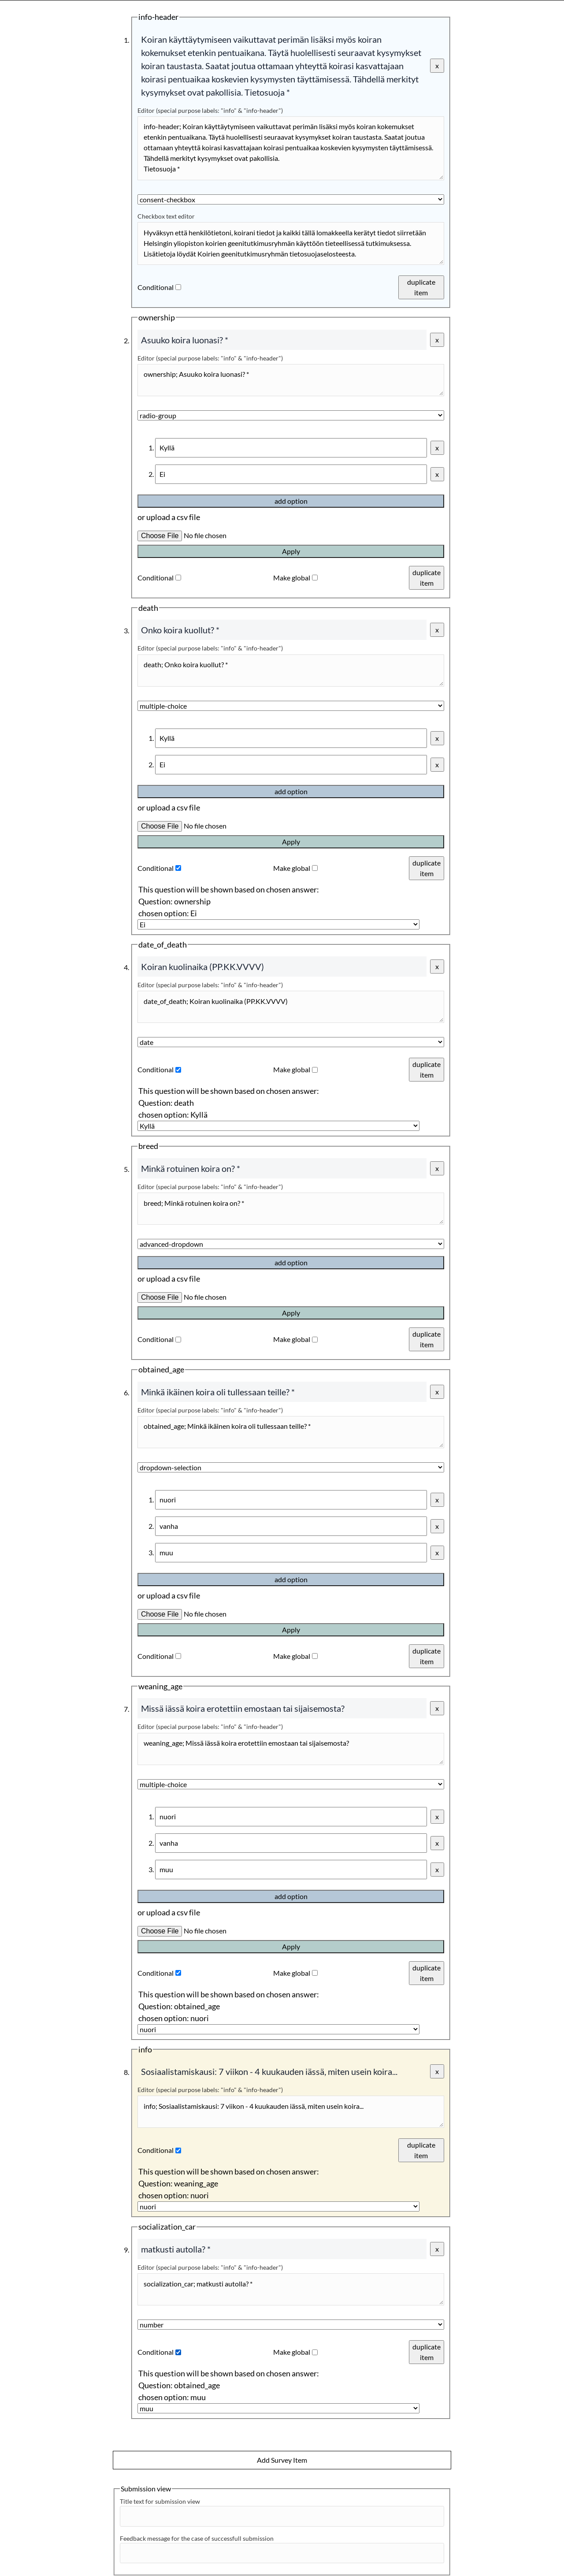 info-header
1.
Koiran käyttäytymiseen vaikuttavat perimän lisäksi myös koiran
kokemukset etenkin pentuaikana. Täytä huolellisesti seuraavat kysymykset
koiran taustasta. Saatat joutua ottamaan yhteyttä koirasi kasvattajaan
koirasi pentuaikaa koskevien kysymysten täyttämisessä. Tähdellä merkityt
kysymykset ovat pakollisia. Tietosuoja *
x
Editor (special purpose labels: "info" & "info-header")
info-header; Koiran käyttäytymiseen vaikuttavat perimän lisäksi myös koiran kokemukset
etenkin pentuaikana. Täytä huolellisesti seuraavat kysymykset koiran taustasta. Saatat joutua
ottamaan yhteyttä koirasi kasvattajaan koirasi pentuaikaa koskevien kysymysten täyttämisessä.
Tähdellä merkityt kysymykset ovat pakollisia.
Tietosuoja *
consent-checkbox
Checkbox text editor
Hyväksyn että henkilötietoni, koirani tiedot ja kaikki tällä lomakkeella kerätyt tiedot siirretään
Helsingin yliopiston koirien geenitutkimusryhmän käyttöön tieteellisessä tutkimuksessa.
Lisätietoja löydät Koirien geenitutkimusryhmän tietosuojaselosteesta.
Conditional
duplicate
item
ownership
2.
Asuuko koira luonasi? *
x
Editor (special purpose labels: "info" & "info-header")
ownership; Asuuko koira luonasi? *
radio-group
1. Kyllä x
2. Ei x
add option
or upload a csv file
Choose File No file chosen
Apply
Conditional Make global duplicate
item
death
3.
Onko koira kuollut? *
x
Editor (special purpose labels: "info" & "info-header")
death; Onko koira kuollut? *
multiple-choice
1. Kyllä x
2. Ei x
add option
or upload a csv file
Choose File No file chosen
Apply
Conditional Make global duplicate
item
This question will be shown based on chosen answer:
Question: ownership
chosen option: Ei
Ei
date_of_death
4.
Koiran kuolinaika (PP.KK.VVVV)
x
Editor (special purpose labels: "info" & "info-header")
date_of_death; Koiran kuolinaika (PP.KK.VVVV)
date
Conditional Make global duplicate
item
This question will be shown based on chosen answer:
Question: death
chosen option: Kyllä
Kyllä
breed
5.
Minkä rotuinen koira on? *
x
Editor (special purpose labels: "info" & "info-header")
breed; Minkä rotuinen koira on? *
advanced-dropdown
add option
or upload a csv file
Choose File No file chosen
Apply
Conditional Make global duplicate
item
obtained_age
6.
Minkä ikäinen koira oli tullessaan teille? *
x
Editor (special purpose labels: "info" & "info-header")
obtained_age; Minkä ikäinen koira oli tullessaan teille? *
dropdown-selection
1. nuori x
2. vanha x
3. muu x
add option
or upload a csv file
Choose File No file chosen
Apply
Conditional Make global duplicate
item
weaning_age
7.
Missä iässä koira erotettiin emostaan tai sijaisemosta?
x
Editor (special purpose labels: "info" & "info-header")
weaning_age; Missä iässä koira erotettiin emostaan tai sijaisemosta?
multiple-choice
1. nuori x
2. vanha x
3. muu x
add option
or upload a csv file
Choose File No file chosen
Apply
Conditional Make global duplicate
item
This question will be shown based on chosen answer:
Question: obtained_age
chosen option: nuori
nuori
info
8.
Sosiaalistamiskausi: 7 viikon - 4 kuukauden iässä, miten usein koira...
x
Editor (special purpose labels: "info" & "info-header")
info; Sosiaalistamiskausi: 7 viikon - 4 kuukauden iässä, miten usein koira...
Conditional duplicate
item
This question will be shown based on chosen answer:
Question: weaning_age
chosen option: nuori
nuori
socialization_car
9.
matkusti autolla? *
x
Editor (special purpose labels: "info" & "info-header")
socialization_car; matkusti autolla? *
number
Conditional Make global duplicate
item
This question will be shown based on chosen answer:
Question: obtained_age
chosen option: muu
muu
Add Survey Item
Submission view
Title text for submission view
Feedback message for the case of successfull submission